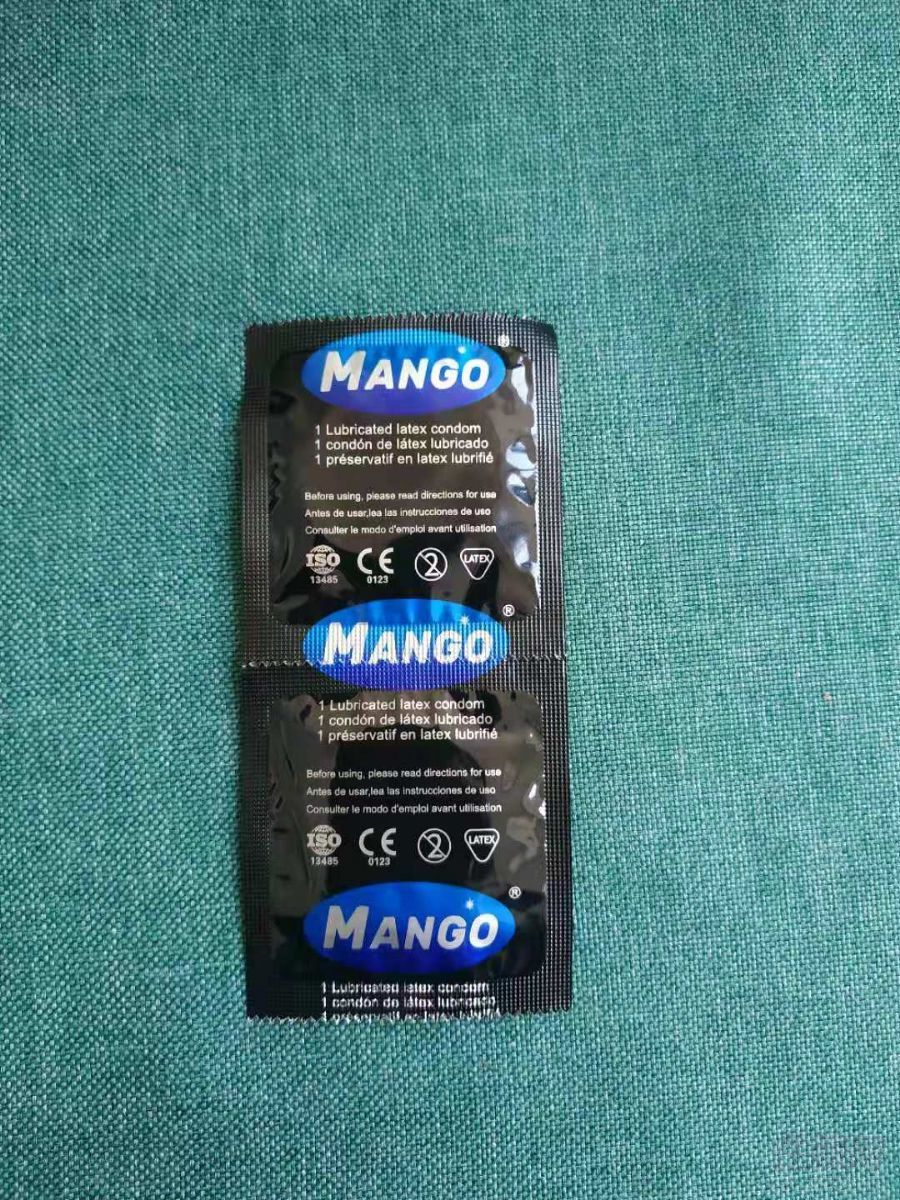 MANGO®
1 Lubricated latex condom
1 condón de látex lubricado
1 préservatif en latex lubrifié
Before using, please read directions for use
Antes de usar,lea las instrucciones de uso
Consulter le modo d'emploi avant utilisation
ISO CE 2 LATEX
13485 0123
MANGO®
1 Lubricated latex condom
1 condón de látex lubricado
1 préservatif en latex lubrifié
Before using, please read directions for use
Antes de usar,lea las instrucciones de uso
Consulter le modo d'emploi avant utilisation
ISO CE 2 LATEX
13485 0123
MANGO®
1 Lubricated latex condom
1 condón de látex lubricado